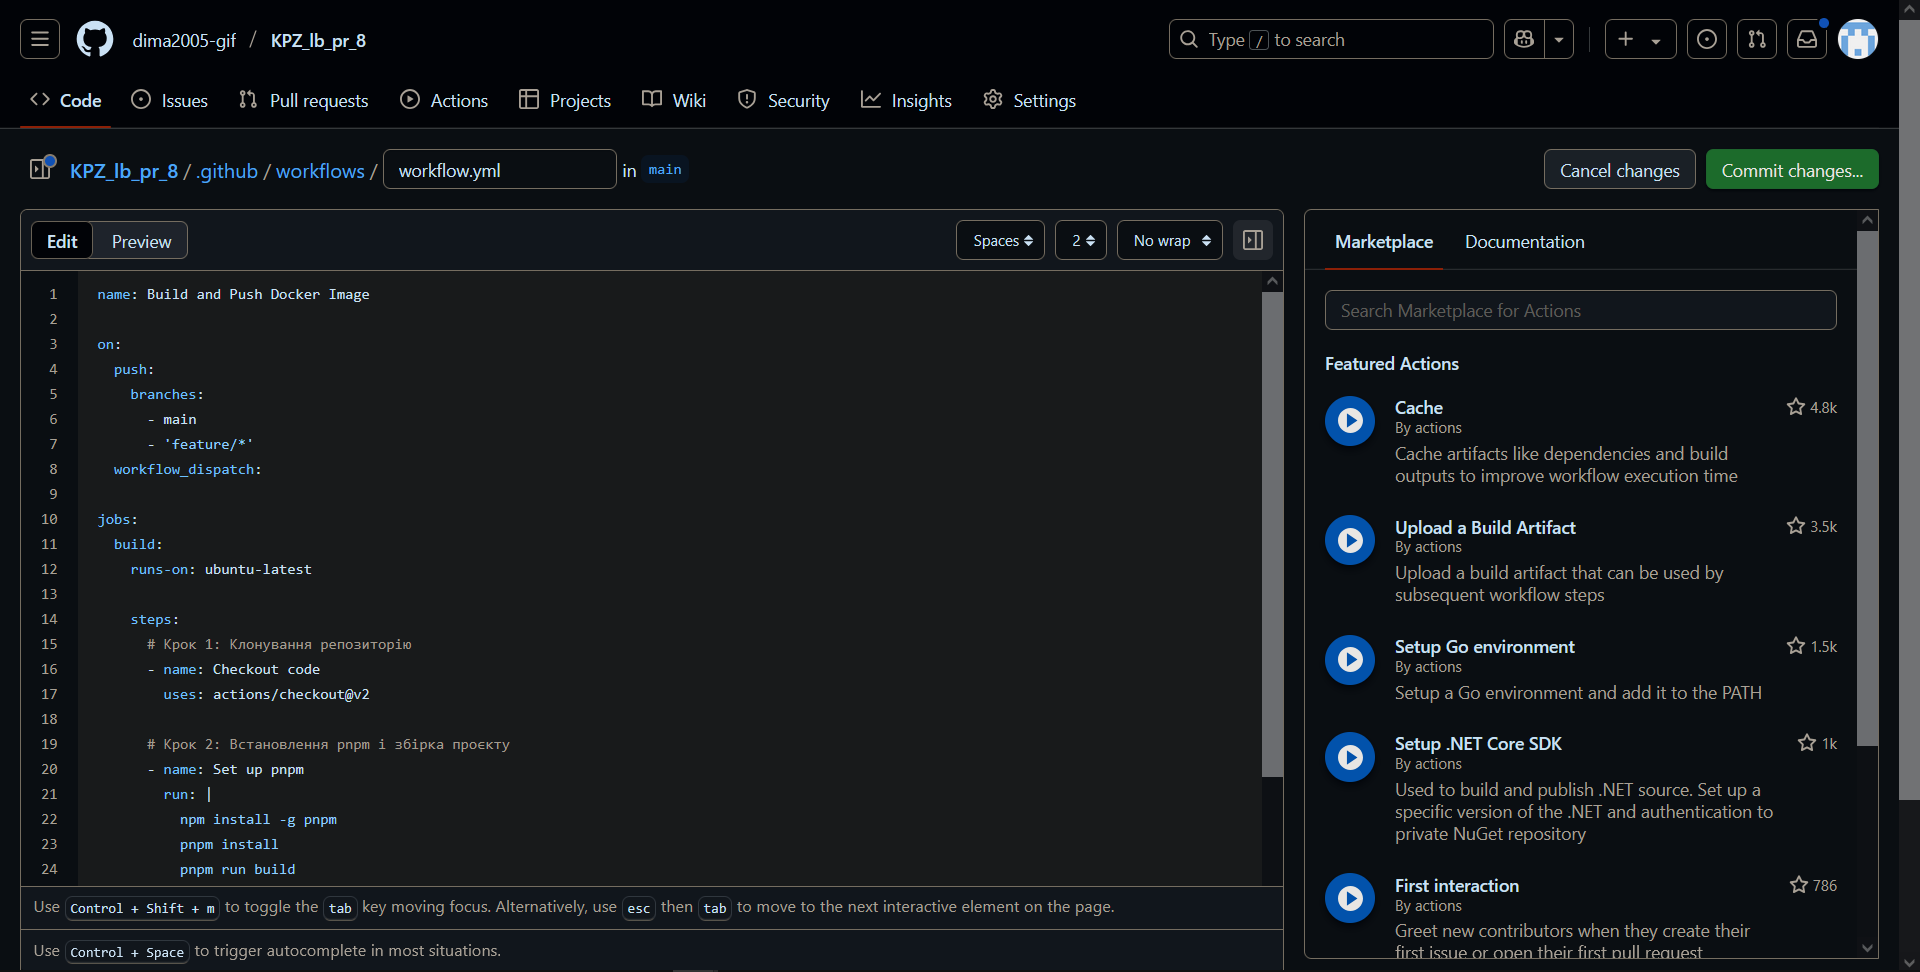 dima2005-gif / KPZ_lb_pr_8
Type / to search
Code Issues Pull requests Actions Projects Wiki Security Insights Settings
KPZ_lb_pr_8 / .github / workflows / workflow.yml in main
Cancel changes Commit changes...
Edit Preview
Spaces 2 No wrap
1 name: Build and Push Docker Image
2
3 on:
4 push:
5 branches:
6 - main
7 - 'feature/*'
8 workflow_dispatch:
9
10 jobs:
11 build:
12 runs-on: ubuntu-latest
13
14 steps:
15 # Крок 1: Клонування репозиторію
16 - name: Checkout code
17 uses: actions/checkout@v2
18
19 # Крок 2: Встановлення pnpm і збірка проєкту
20 - name: Set up pnpm
21 run: |
22 npm install -g pnpm
23 pnpm install
24 pnpm run build
Use Control + Shift + m to toggle the tab key moving focus. Alternatively, use esc then tab to move to the next interactive element on the page.
Use Control + Space to trigger autocomplete in most situations.
Marketplace Documentation
Search Marketplace for Actions
Featured Actions
Cache 4.8k
By actions
Cache artifacts like dependencies and build
outputs to improve workflow execution time
Upload a Build Artifact 3.5k
By actions
Upload a build artifact that can be used by
subsequent workflow steps
Setup Go environment 1.5k
By actions
Setup a Go environment and add it to the PATH
Setup .NET Core SDK 1k
By actions
Used to build and publish .NET source. Set up a
specific version of the .NET and authentication to
private NuGet repository
First interaction 786
By actions
Greet new contributors when they create their
first issue or open their first pull request